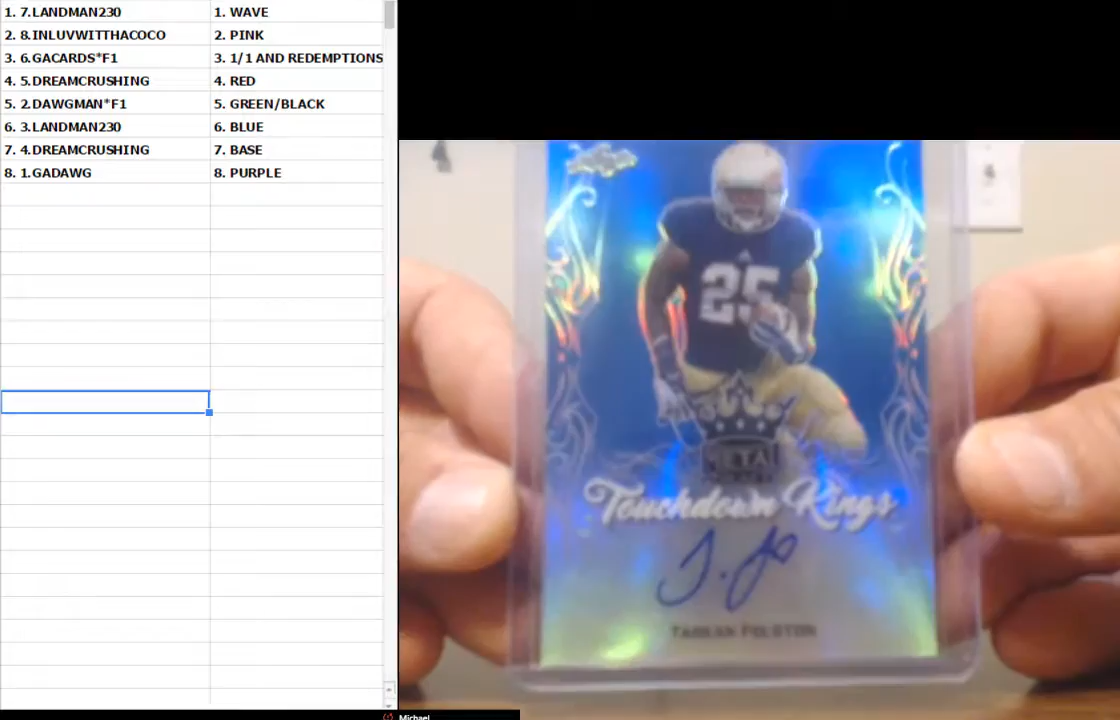 1. 7.LANDMAN230 1. WAVE
2. 8.INLUVWITTHACOCO 2. PINK
3. 6.GACARDS*F1 3. 1/1 AND REDEMPTIONS
4. 5.DREAMCRUSHING 4. RED
5. 2.DAWGMAN*F1 5. GREEN/BLACK
6. 3.LANDMAN230 6. BLUE
7. 4.DREAMCRUSHING 7. BASE
8. 1.GADAWG 8. PURPLE
25
Touchdown Kings
TAREAN FOLSTON
Michael